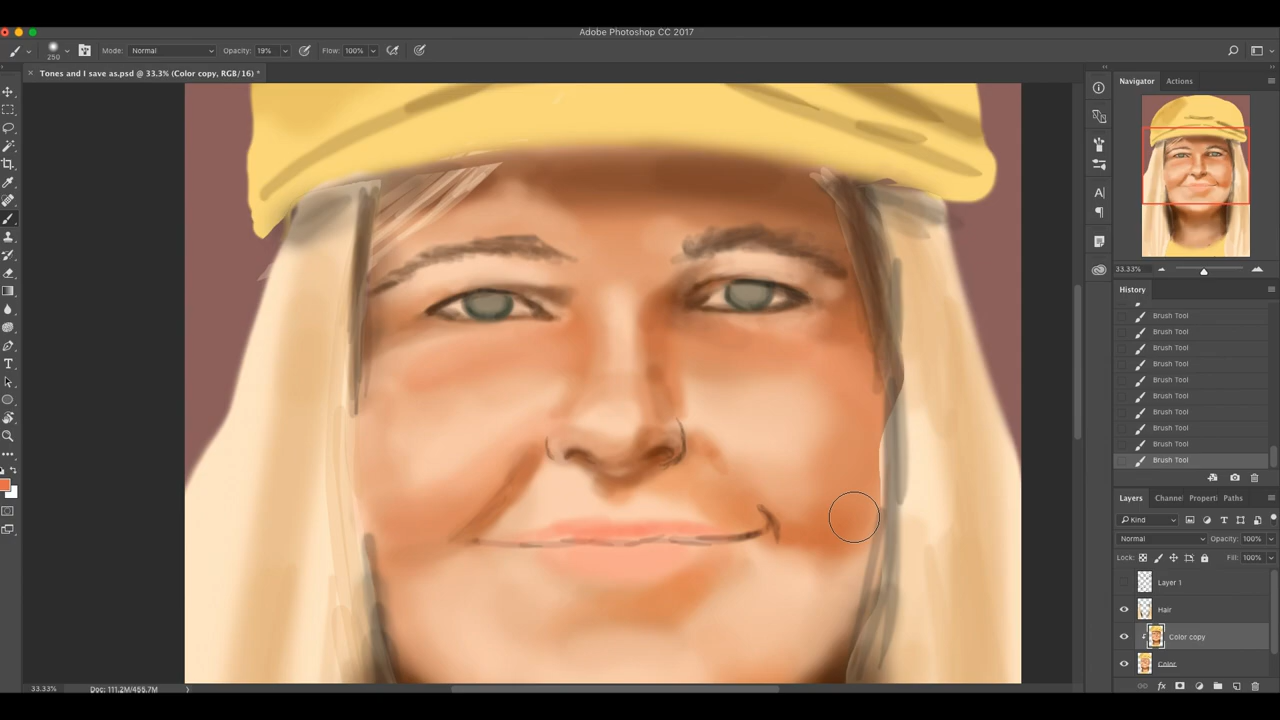 Adobe Photoshop CC 2017
250 Mode: Normal Opacity: 19% Flow: 100%
Tones and I save as.psd @ 33.3% (Color copy, RGB/16) *
Navigator Actions
33.33%
History
Brush Tool
Brush Tool
Brush Tool
Brush Tool
Brush Tool
Brush Tool
Brush Tool
Brush Tool
Brush Tool
Brush Tool
Layers Channe Properti Paths
Kind
Normal Opacity: 100%
Lock: Fill: 100%
Layer 1
Hair
Color copy
Color
33.33% Doc: 111.2M/455.7M